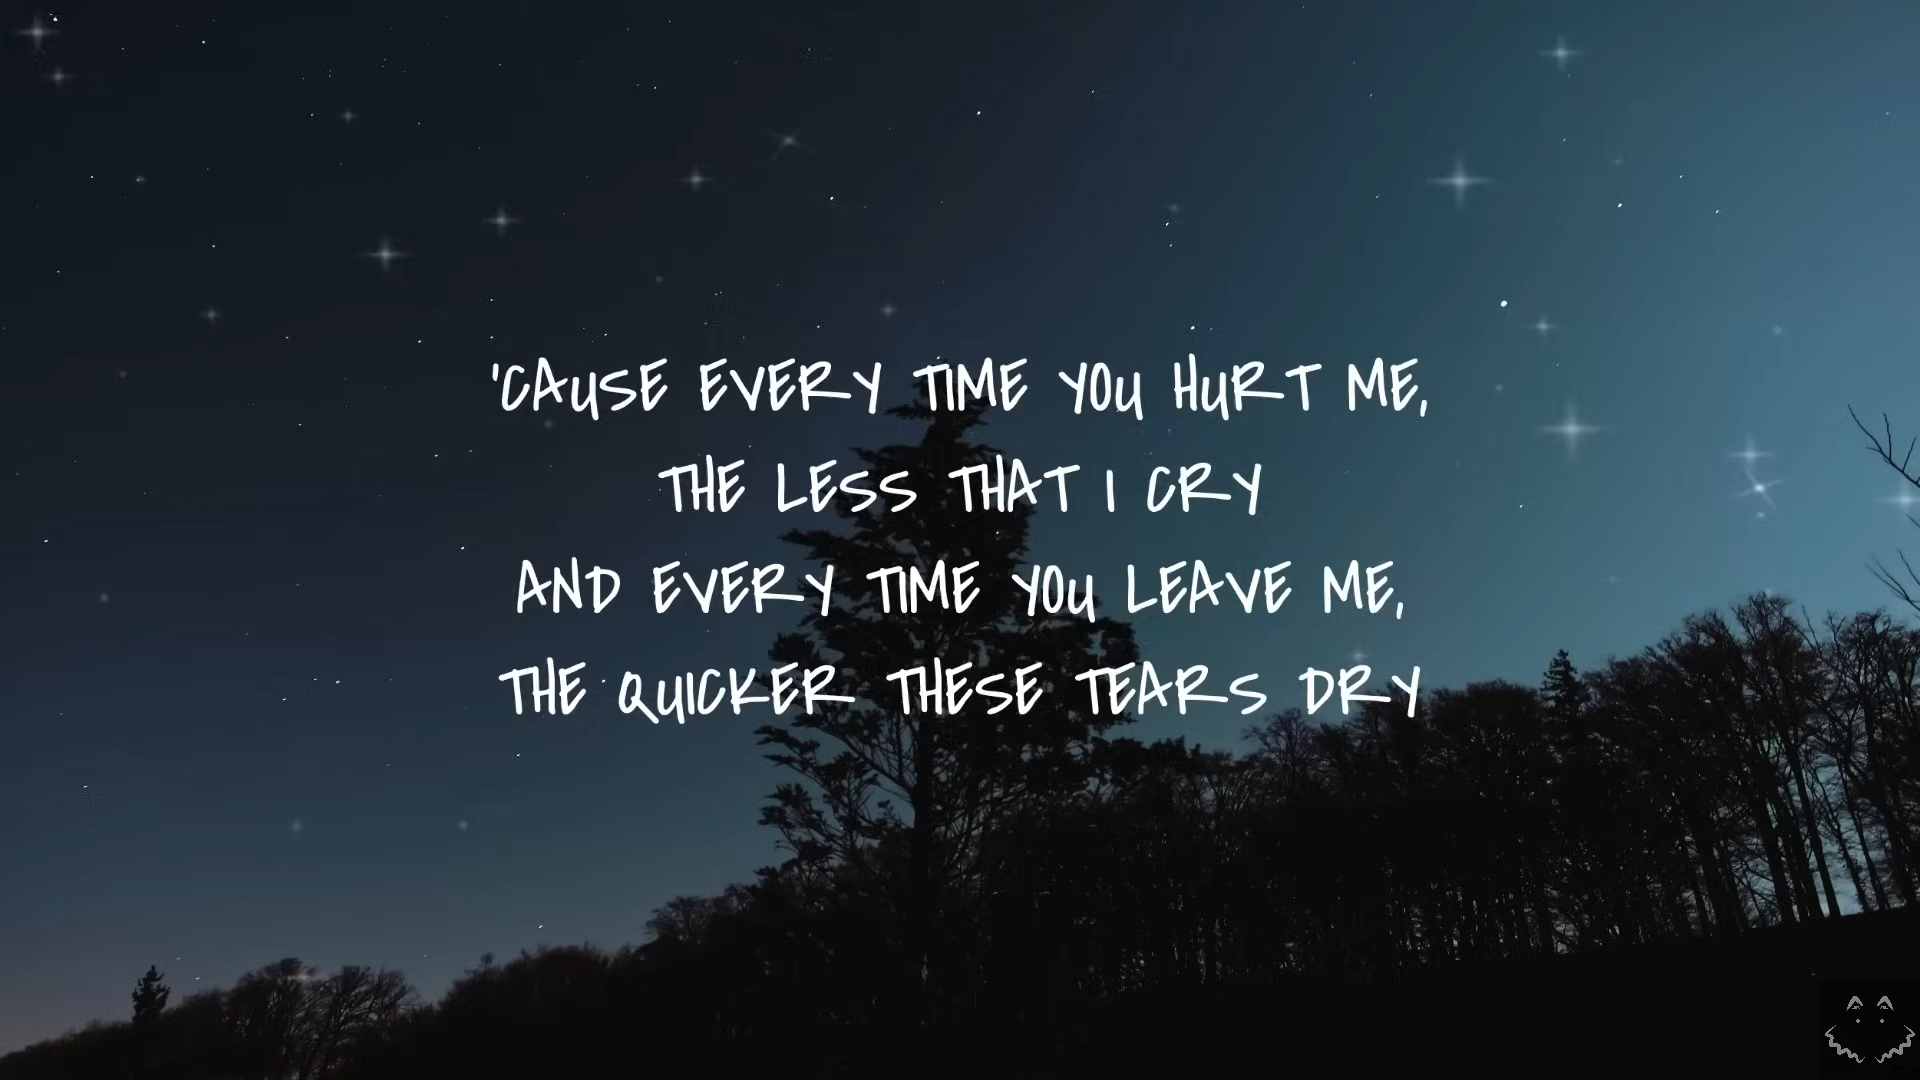 'CAUSE EVERY TIME YOU HURT ME,
THE LESS THAT I CRY
AND EVERY TIME YOU LEAVE ME,
THE QUICKER THESE TEARS DRY